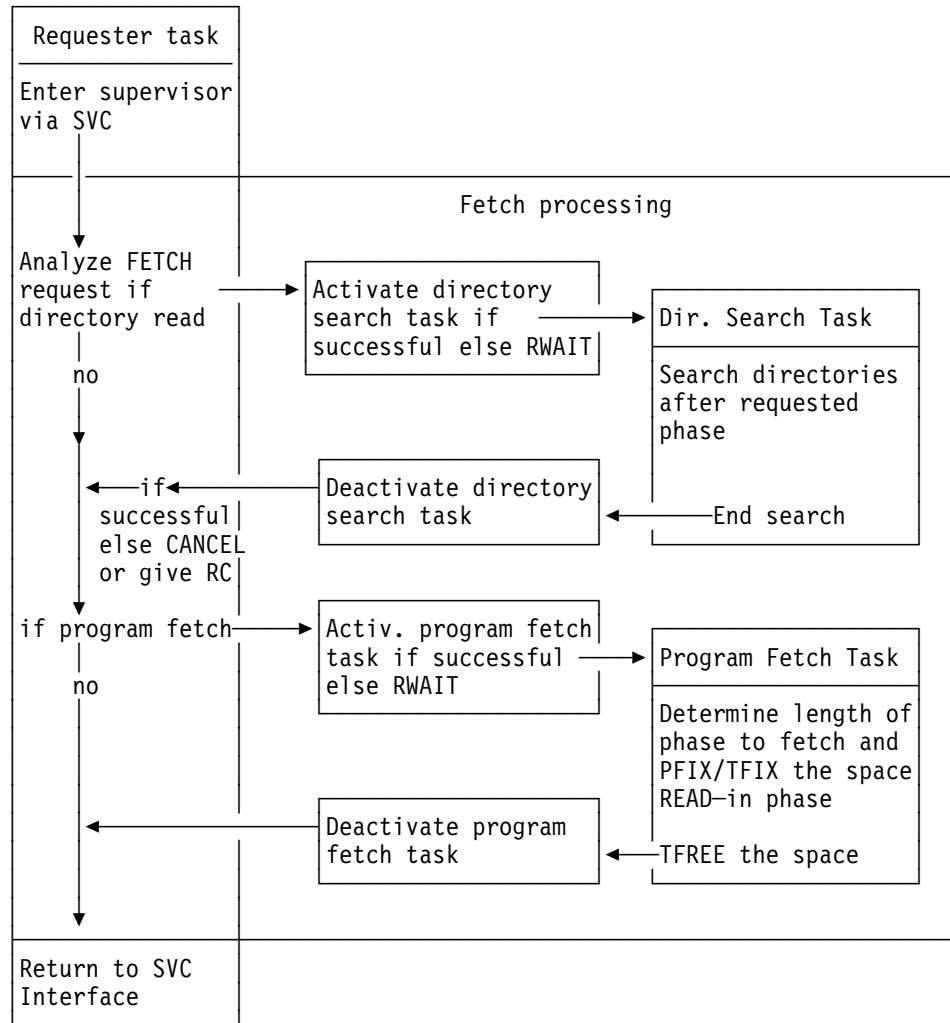 Requester task
Enter supervisor
via SVC
Fetch processing
Analyze FETCH
request if
directory read
Activate directory
search task if
successful else RWAIT
Dir. Search Task
no
Search directories
after requested
phase
if
successful
else CANCEL
or give RC
Deactivate directory
search task
End search
if program fetch
Activ. program fetch
task if successful
else RWAIT
Program Fetch Task
no
Determine length of
phase to fetch and
PFIX/TFIX the space
READ—in phase
Deactivate program
fetch task
TFREE the space
Return to SVC
Interface